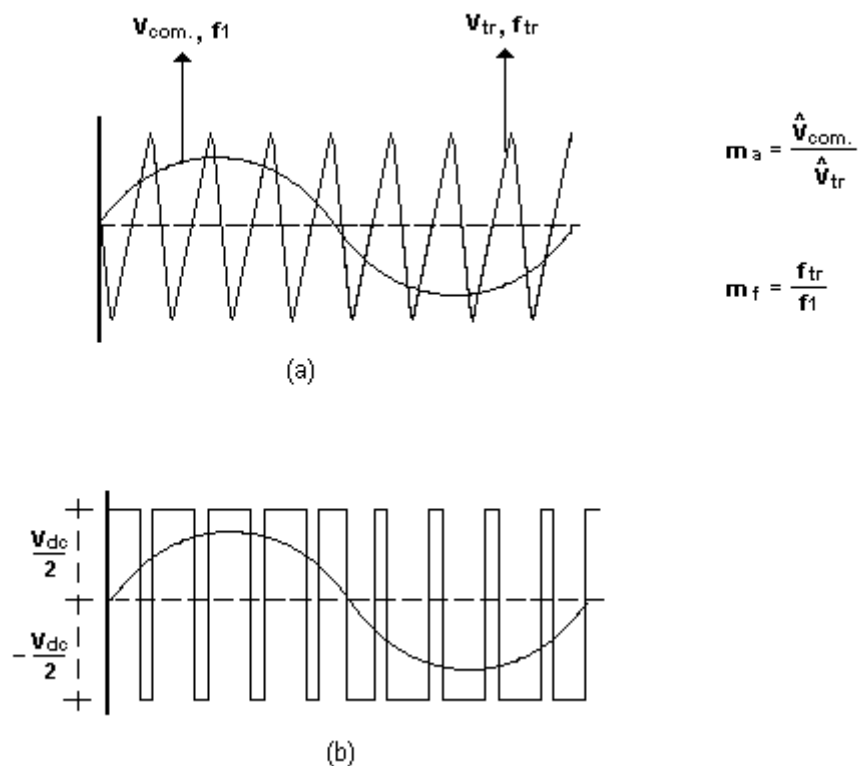 Vcom., f1
Vtr, ftr
ma = V̂com. / V̂tr
mf = ftr / f1
(a)
Vdc / 2
- Vdc / 2
(b)